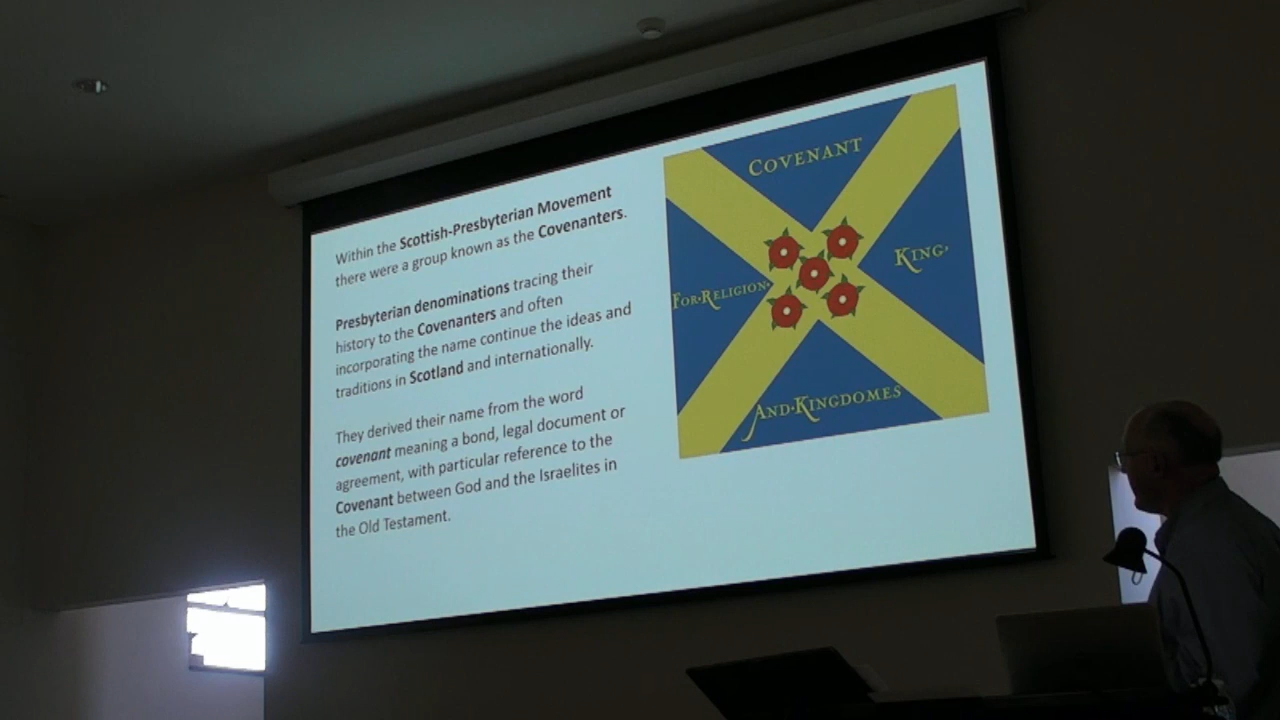 Within the Scottish-Presbyterian Movement
there were a group known as the Covenanters.
Presbyterian denominations tracing their
history to the Covenanters and often
incorporating the name continue the ideas and
traditions in Scotland and internationally.
They derived their name from the word
covenant meaning a bond, legal document or
agreement, with particular reference to the
Covenant between God and the Israelites in
the Old Testament.
COVENANT
FOR·RELIGION·
KING·
AND·KINGDOMES